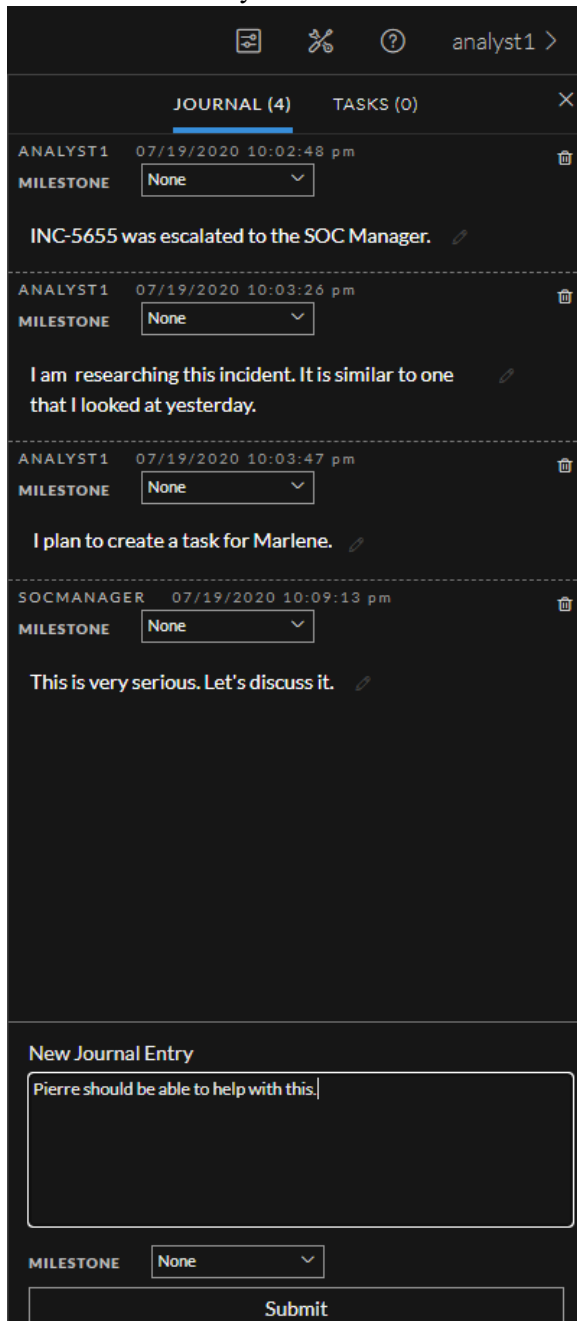 analyst1 >
JOURNAL (4) TASKS (0)
ANALYST1 07/19/2020 10:02:48 pm
MILESTONE None
INC-5655 was escalated to the SOC Manager.
ANALYST1 07/19/2020 10:03:26 pm
MILESTONE None
I am researching this incident. It is similar to one
that I looked at yesterday.
ANALYST1 07/19/2020 10:03:47 pm
MILESTONE None
I plan to create a task for Marlene.
SOCMANAGER 07/19/2020 10:09:13 pm
MILESTONE None
This is very serious. Let's discuss it.
New Journal Entry
Pierre should be able to help with this.
MILESTONE None
Submit